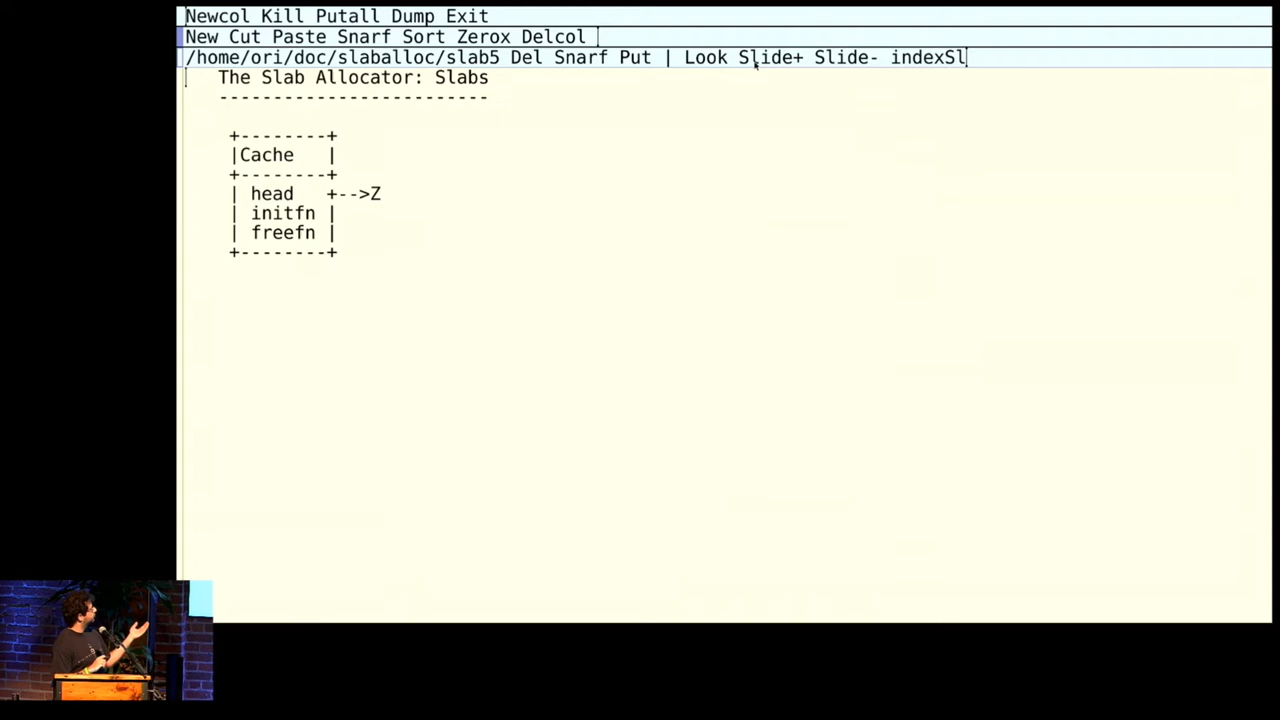 Newcol Kill Putall Dump Exit
New Cut Paste Snarf Sort Zerox Delcol
/home/ori/doc/slaballoc/slab5 Del Snarf Put | Look Slide+ Slide- indexSl
The Slab Allocator: Slabs
-------------------------
+--------+
|Cache   |
+--------+
| head   +-->Z
| initfn |
| freefn |
+--------+